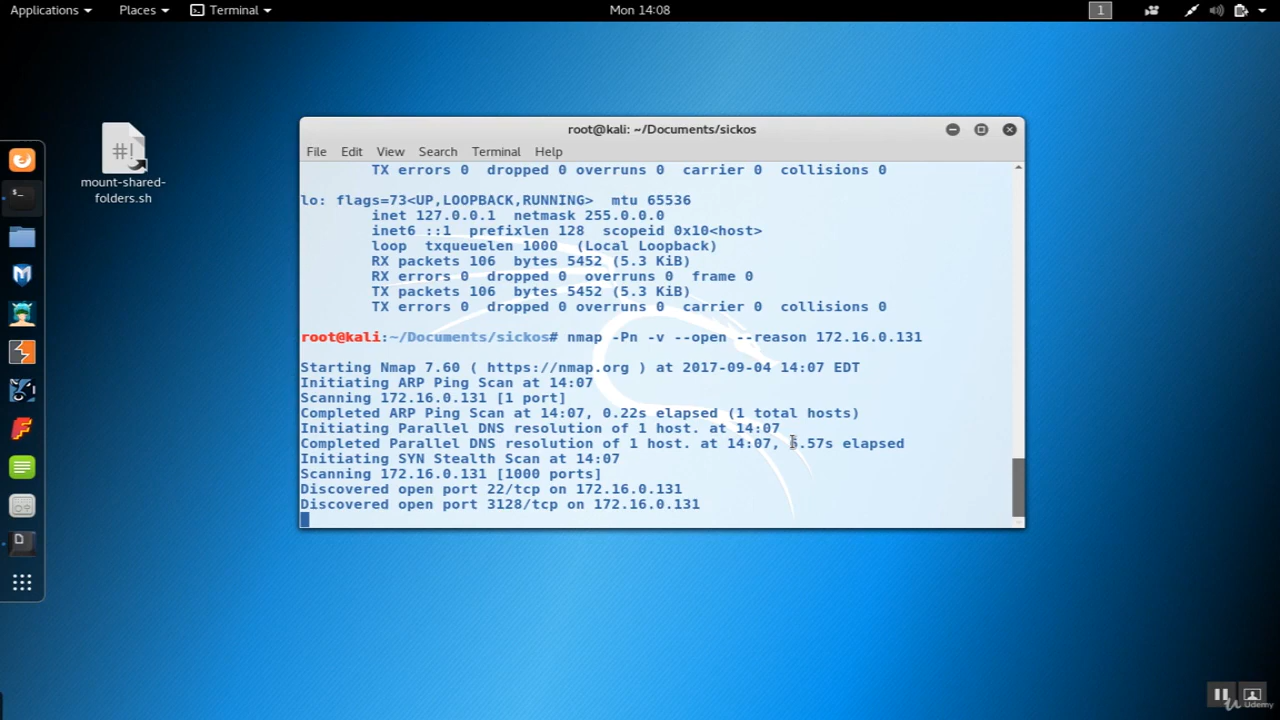 Applications
Places
Terminal
Mon 14:08
1
#!
mount-shared-
folders.sh
root@kali: ~/Documents/sickos
File Edit View Search Terminal Help
TX errors 0 dropped 0 overruns 0 carrier 0 collisions 0
lo: flags=73<UP,LOOPBACK,RUNNING> mtu 65536
inet 127.0.0.1 netmask 255.0.0.0
inet6 ::1 prefixlen 128 scopeid 0x10<host>
loop txqueuelen 1000 (Local Loopback)
RX packets 106 bytes 5452 (5.3 KiB)
RX errors 0 dropped 0 overruns 0 frame 0
TX packets 106 bytes 5452 (5.3 KiB)
TX errors 0 dropped 0 overruns 0 carrier 0 collisions 0
root@kali:~/Documents/sickos# nmap -Pn -v --open --reason 172.16.0.131
Starting Nmap 7.60 ( https://nmap.org ) at 2017-09-04 14:07 EDT
Initiating ARP Ping Scan at 14:07
Scanning 172.16.0.131 [1 port]
Completed ARP Ping Scan at 14:07, 0.22s elapsed (1 total hosts)
Initiating Parallel DNS resolution of 1 host. at 14:07
Completed Parallel DNS resolution of 1 host. at 14:07, elapsed
Initiating SYN Stealth Scan at 14:07
Scanning 172.16.0.131 [1000 ports]
Discovered open port 22/tcp on 172.16.0.131
Discovered open port 3128/tcp on 172.16.0.131
Udemy